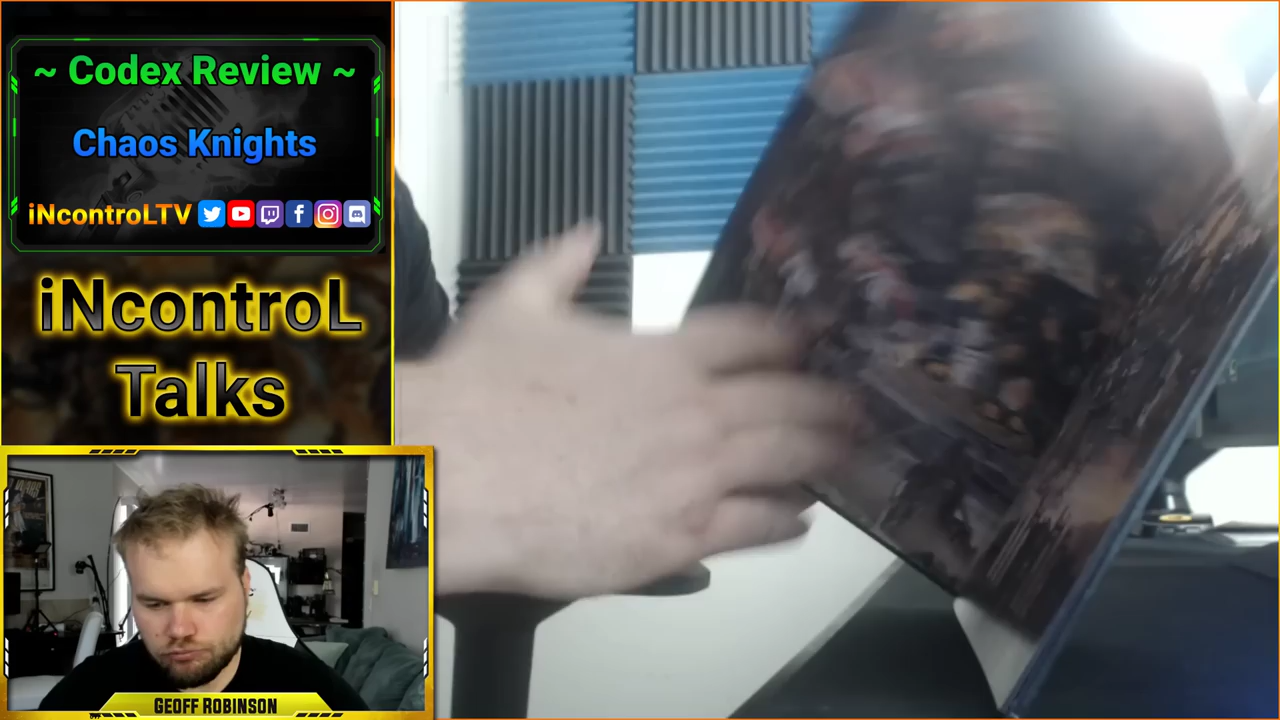 ~ Codex Review ~
Chaos Knights
iNcontroLTV
iNcontroL
Talks
GEOFF ROBINSON